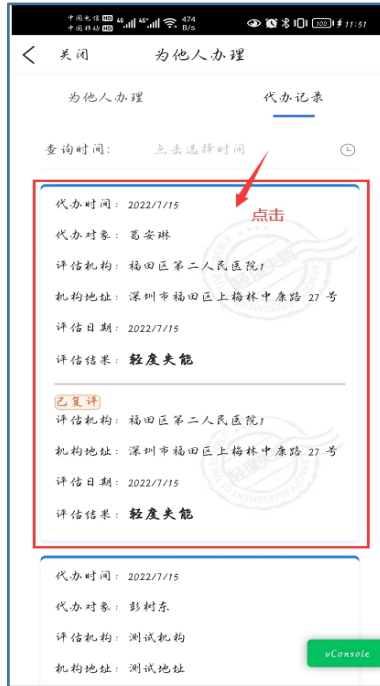 中国电信 HD 46 46 474
中国移动 HD B/s 100 11:51
关闭 为他人办理
为他人办理 代办记录
查询时间: 点击选择时间
代办时间: 2022/7/15
点击
代办对象: 葛安琳
评估机构: 福田区第二人民医院1
机构地址: 深圳市福田区上梅林中康路 27 号
评估日期: 2022/7/15
评估结果: 轻度失能
已复评
评估机构: 福田区第二人民医院1
机构地址: 深圳市福田区上梅林中康路 27 号
评估日期: 2022/7/15
评估结果: 轻度失能
代办时间: 2022/7/15
代办对象: 彭树东
评估机构: 测试机构
vConsole
机构地址: 测试地址